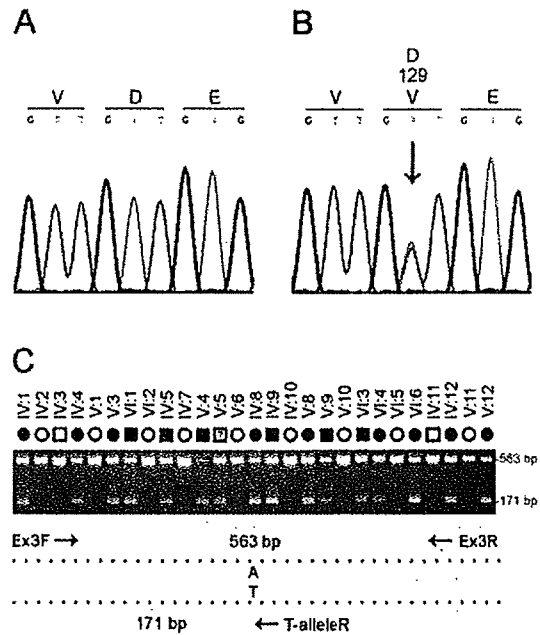 A
B
D
129
V D E
V V E
C
IV:1 IV:2 IV:3 IV:4 V:1 V:3 VI:1 VI:2 IV:5 IV:7 V:4 V:5 V:6 IV:8 IV:9 IV:10 V:8 V:9 V:10 VI:3 VI:4 VI:5 VI:6 IV:11 IV:12 V:11 V:12
?
563 bp
171 bp
Ex3F 563 bp Ex3R
A
T
171 bp T-alleleR